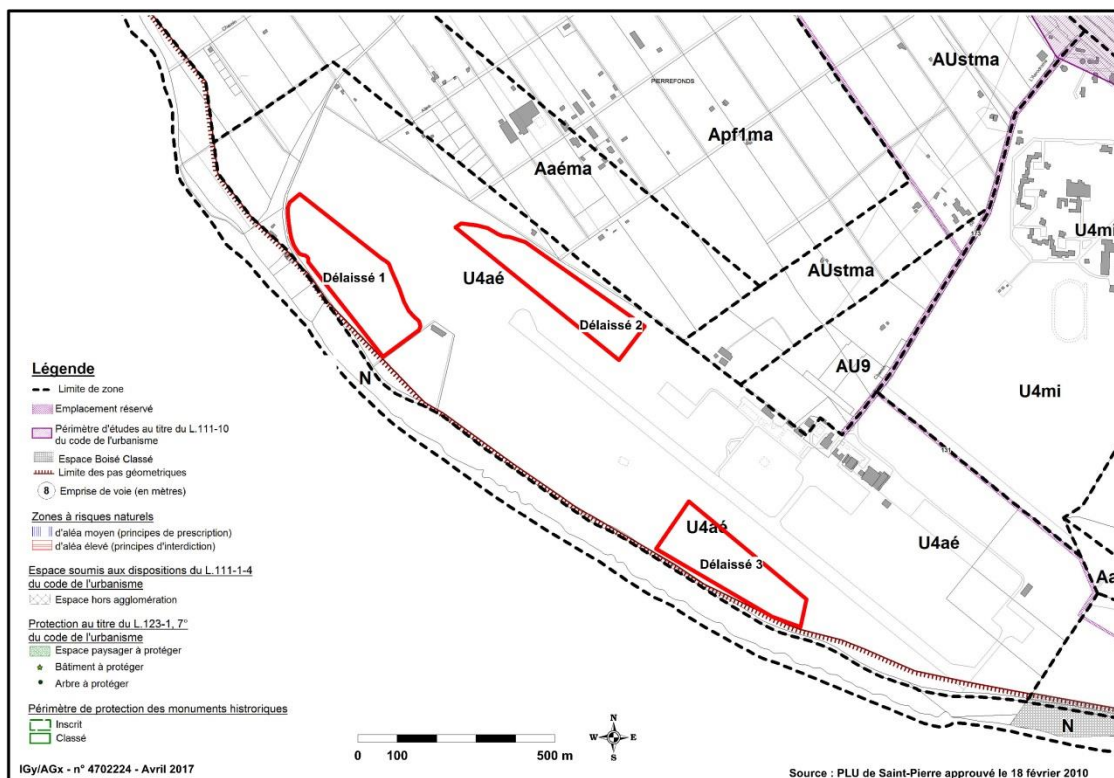 AUstma
PIERREFONDS
Apf1ma
Aaéma
U4mi
Délaissé 1
U4aé
AUstma
Délaissé 2
AU9
U4mi
N
U4aé
Délaissé 3
U4aé
Aa
N
Légende
Limite de zone
Emplacement réservé
Périmètre d'études au titre du L.111-10
du code de l'urbanisme
Espace Boisé Classé
Limite des pas géometriques
8 Emprise de voie (en mètres)
Zones à risques naturels
d'aléa moyen (principes de prescription)
d'aléa élevé (principes d'interdiction)
Espace soumis aux dispositions du L.111-1-4
du code de l'urbanisme
Espace hors agglomération
Protection au titre du L.123-1, 7°
du code de l'urbanisme
Espace paysager à protéger
Bâtiment à protéger
Arbre à protéger
Périmètre de protection des monuments histroriques
Inscrit
Classé
0 100 500 m
N
W E
S
IGy/AGx - n° 4702224 - Avril 2017
Source : PLU de Saint-Pierre approuvé le 18 février 2010